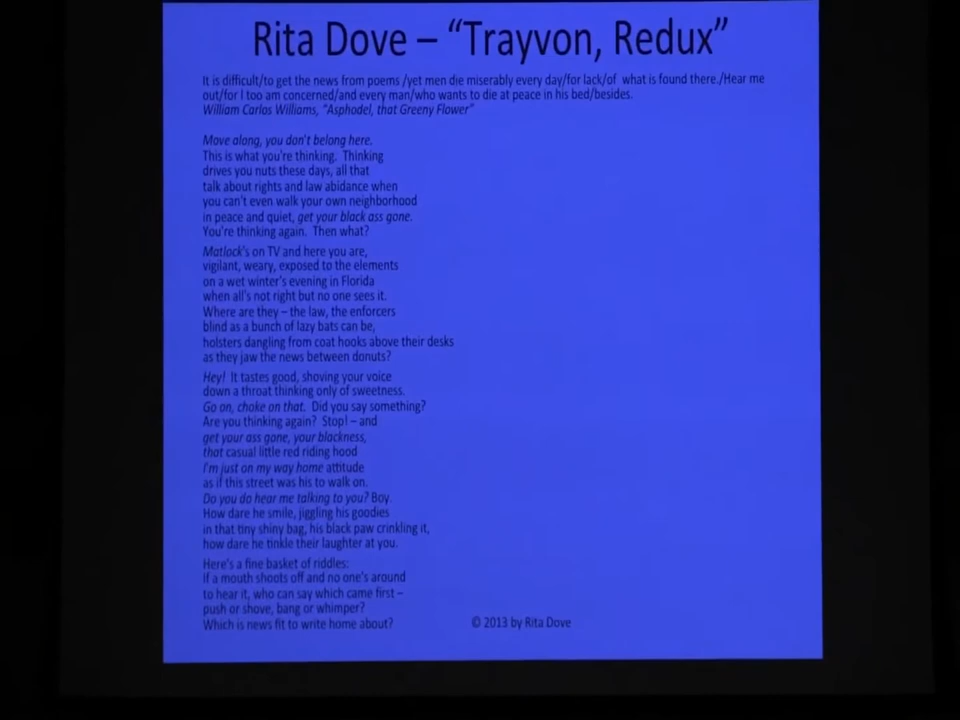 Rita Dove – “Trayvon, Redux”
It is difficult/to get the news from poems /yet men die miserably every day/for lack/of what is found there./Hear me
out/for I too am concerned/and every man/who wants to die at peace in his bed/besides.
William Carlos Williams, “Asphodel, that Greeny Flower”
Move along, you don't belong here.
This is what you're thinking. Thinking
drives you nuts these days, all that
talk about rights and law abidance when
you can't even walk your own neighborhood
in peace and quiet, get your black ass gone.
You're thinking again. Then what?
Matlock's on TV and here you are,
vigilant, weary, exposed to the elements
on a wet winter's evening in Florida
when all's not right but no one sees it.
Where are they – the law, the enforcers
blind as a bunch of lazy bats can be,
holsters dangling from coat hooks above their desks
as they jaw the news between donuts?
Hey! It tastes good, shoving your voice
down a throat thinking only of sweetness.
Go on, choke on that. Did you say something?
Are you thinking again? Stop! – and
get your ass gone, your blackness,
that casual little red riding hood
I'm just on my way home attitude
as if this street was his to walk on.
Do you do hear me talking to you? Boy.
How dare he smile, jiggling his goodies
in that tiny shiny bag, his black paw crinkling it,
how dare he tinkle their laughter at you.
Here's a fine basket of riddles:
If a mouth shoots off and no one's around
to hear it, who can say which came first –
push or shove, bang or whimper?
Which is news fit to write home about?
© 2013 by Rita Dove